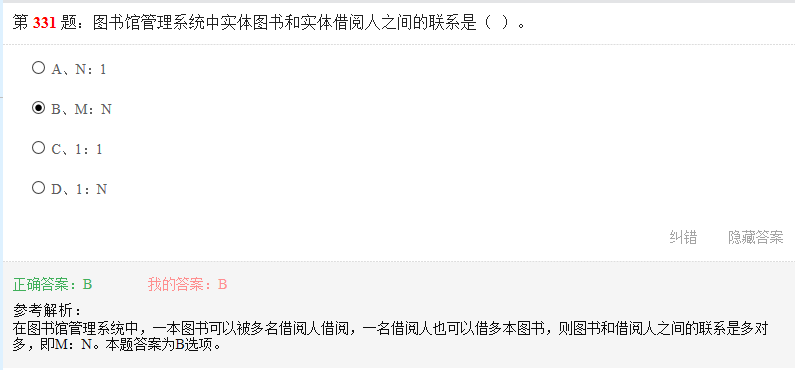 第 331 题：图书馆管理系统中实体图书和实体借阅人之间的联系是（ ）。
A、N：1
B、M：N
C、1：1
D、1：N
纠错 隐藏答案
正确答案：B 我的答案：B
参考解析：
在图书馆管理系统中，一本图书可以被多名借阅人借阅，一名借阅人也可以借多本图书，则图书和借阅人之间的联系是多对
多，即M：N。本题答案为B选项。